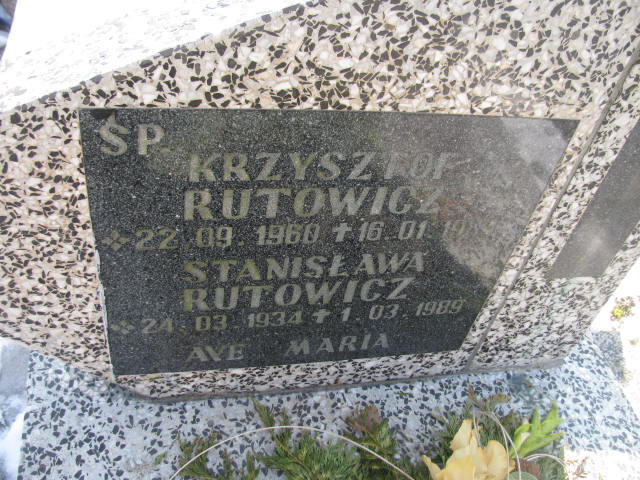 ŚP.
KRZYSZTOF
RUTOWICZ
22.09.1960 ✝ 16.01.
STANISŁAWA
RUTOWICZ
24.03.1934 ✝ 1.03.1989
AVE MARIA